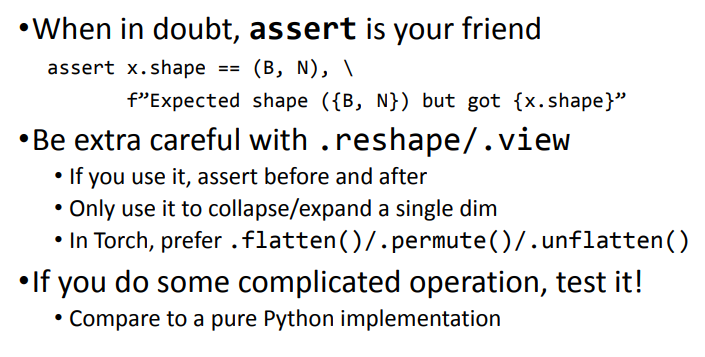 •When in doubt, assert is your friend
assert x.shape == (B, N), \
f”Expected shape ({B, N}) but got {x.shape}”
•Be extra careful with .reshape/.view
• If you use it, assert before and after
• Only use it to collapse/expand a single dim
• In Torch, prefer .flatten()/.permute()/.unflatten()
•If you do some complicated operation, test it!
• Compare to a pure Python implementation